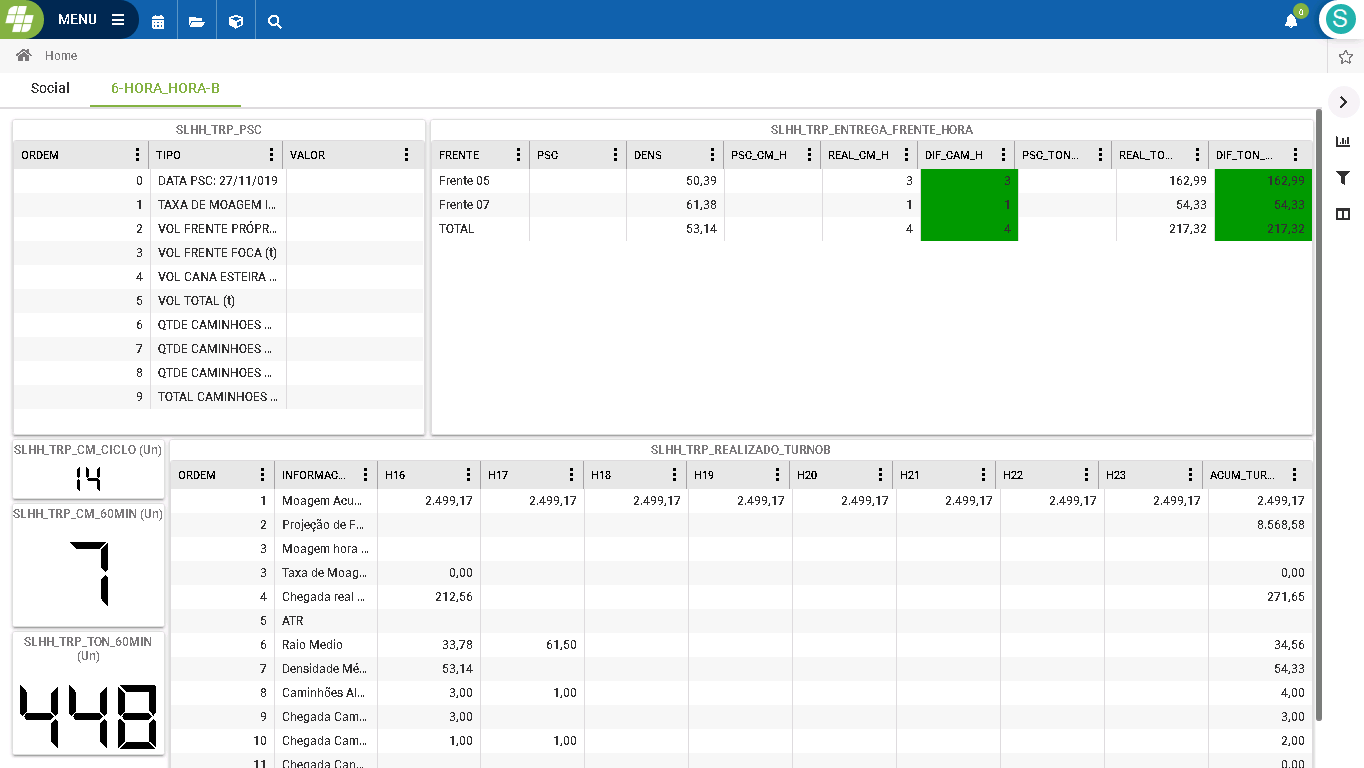 MENU
0
S
Home
Social 6-HORA_HORA-B
SLHH_TRP_PSC
ORDEM TIPO VALOR
0 DATA PSC: 27/11/019
1 TAXA DE MOAGEM I...
2 VOL FRENTE PRÓPR...
3 VOL FRENTE FOCA (t)
4 VOL CANA ESTEIRA ...
5 VOL TOTAL (t)
6 QTDE CAMINHOES ...
7 QTDE CAMINHOES ...
8 QTDE CAMINHOES ...
9 TOTAL CAMINHOES ...
SLHH_TRP_ENTREGA_FRENTE_HORA
FRENTE PSC DENS PSC_CM_H REAL_CM_H DIF_CAM_H PSC_TON... REAL_TO... DIF_TON_...
Frente 05 50,39 3 3 162,99 162,99
Frente 07 61,38 1 1 54,33 54,33
TOTAL 53,14 4 4 217,32 217,32
SLHH_TRP_CM_CICLO (Un)
14
SLHH_TRP_CM_60MIN (Un)
7
SLHH_TRP_TON_60MIN
(Un)
448
SLHH_TRP_REALIZADO_TURNOB
ORDEM INFORMAC... H16 H17 H18 H19 H20 H21 H22 H23 ACUM_TUR...
1 Moagem Acu... 2.499,17 2.499,17 2.499,17 2.499,17 2.499,17 2.499,17 2.499,17 2.499,17 2.499,17
2 Projeção de F... 8.568,58
3 Moagem hora ...
3 Taxa de Moag... 0,00 0,00
4 Chegada real ... 212,56 271,65
5 ATR
6 Raio Medio 33,78 61,50 34,56
7 Densidade Mé... 53,14 54,33
8 Caminhões Al... 3,00 1,00 4,00
9 Chegada Cam... 3,00 3,00
10 Chegada Cam... 1,00 1,00 2,00
11 Chegada Can... 0,00